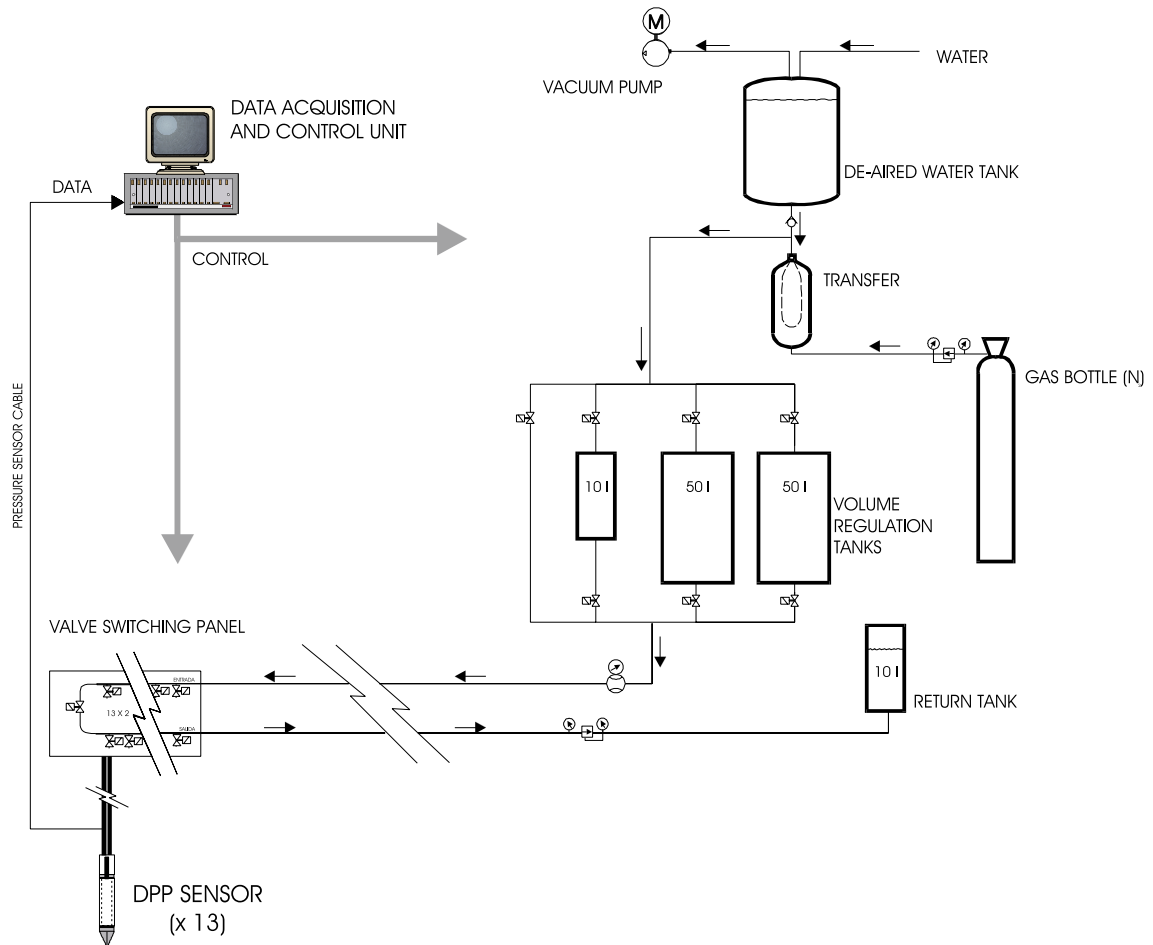 M
WATER
VACUUM PUMP
DATA ACQUISITION
AND CONTROL UNIT
DE-AIRED WATER TANK
DATA
CONTROL
TRANSFER
GAS BOTTLE (N)
PRESSURE SENSOR CABLE
10 l
50 l
50 l
VOLUME
REGULATION
TANKS
VALVE SWITCHING PANEL
ENTRADA
10 l
13 X 2
RETURN TANK
SALIDA
DPP SENSOR
(x 13)